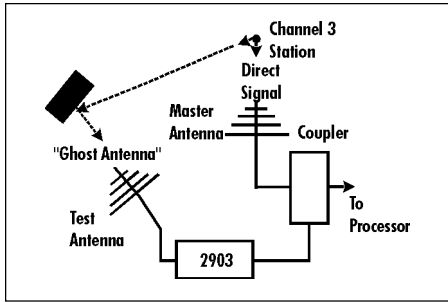 Channel 3
Station
Direct
Signal
Master
Antenna
Coupler
"Ghost Antenna"
To
Processor
Test
Antenna
2903